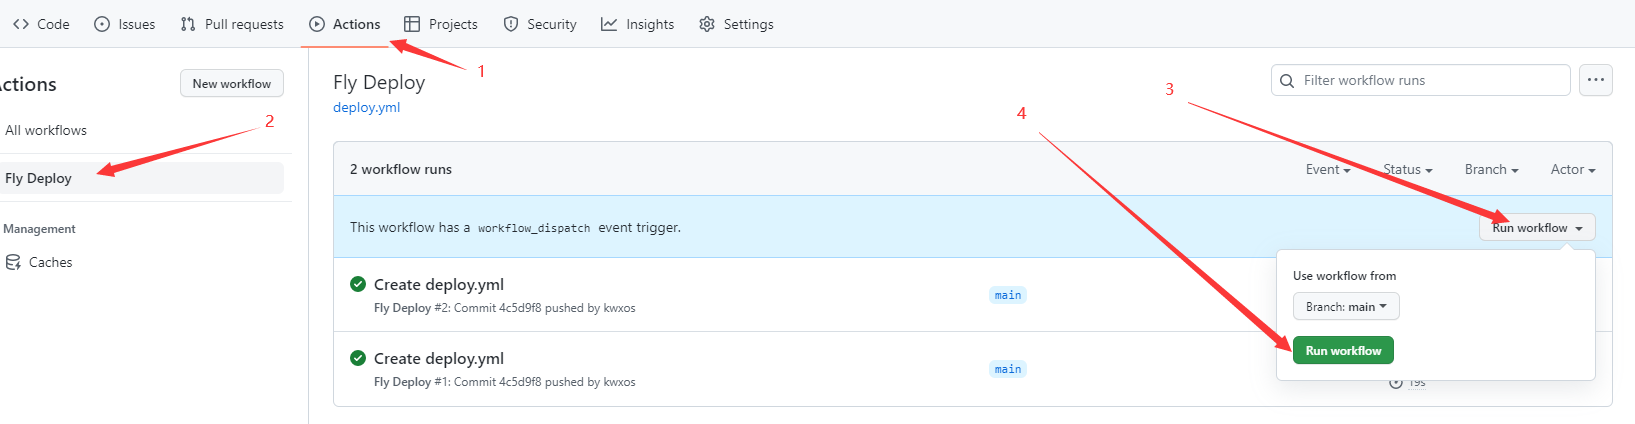 Code Issues Pull requests Actions Projects Security Insights Settings
1
ctions New workflow
All workflows
2
Fly Deploy
Management
Caches
Fly Deploy
deploy.yml
Filter workflow runs
3
4
2 workflow runs
Event Status Branch Actor
This workflow has a workflow_dispatch event trigger.
Run workflow
Use workflow from
Branch: main
Run workflow
Create deploy.yml
Fly Deploy #2: Commit 4c5d9f8 pushed by kwxos
main
Create deploy.yml
Fly Deploy #1: Commit 4c5d9f8 pushed by kwxos
main
19s